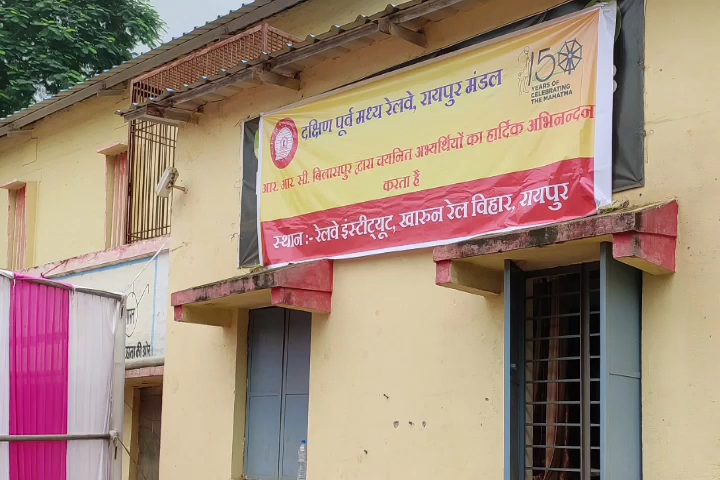 दक्षिण पूर्व मध्य रेलवे, रायपुर मंडल
150
YEARS OF
CELEBRATING
THE MAHATMA
आर. आर. सी. बिलासपुर द्वारा चयनित अभ्यर्थियों का हार्दिक अभिनन्दन
करता है
स्थान :- रेलवे इंस्टीट्यूट, खारुन रेल विहार, रायपुर
की ओर